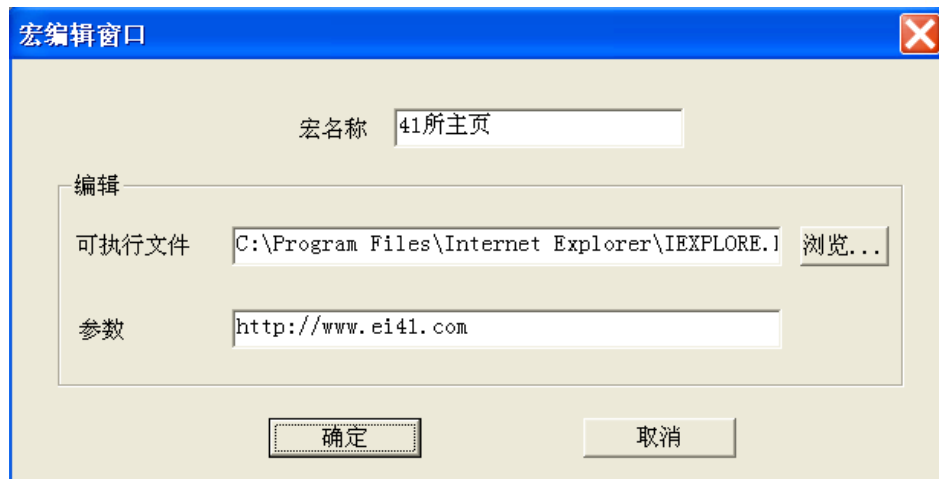 宏编辑窗口
宏名称 41所主页
编辑
可执行文件 C:\Program Files\Internet Explorer\IEXPLORE. 浏览...
参数 http://www.ei41.com
确定 取消